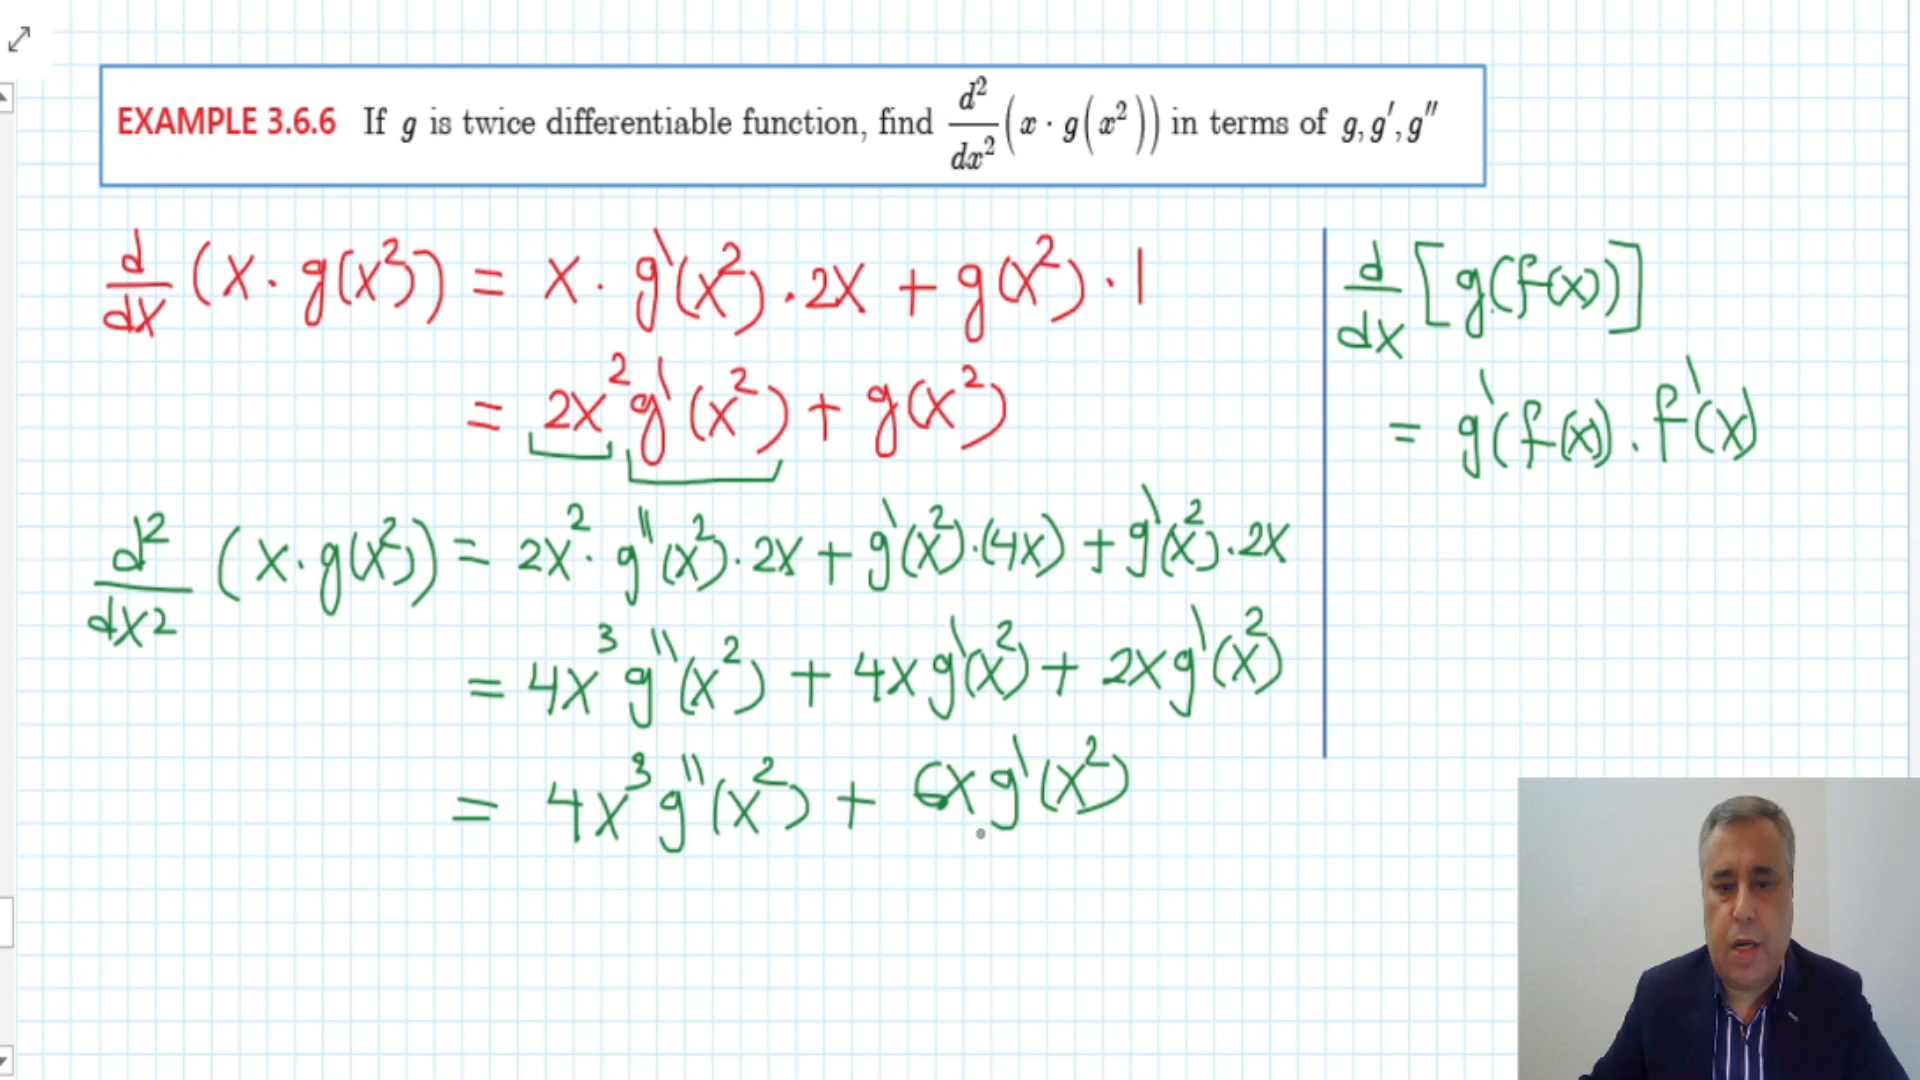 EXAMPLE 3.6.6 If g is twice differentiable function, find d²/dx² (x · g(x²)) in terms of g, g′, g″
d/dx (x · g(x²)) = x · g'(x²) · 2x + g(x²) · 1
= 2x² g'(x²) + g(x²)
d²/dx² (x · g(x²)) = 2x² · g''(x²) · 2x + g'(x²) · (4x) + g'(x²) · 2x
= 4x³ g''(x²) + 4x g'(x²) + 2x g'(x²)
= 4x³ g''(x²) + 6x g'(x²)
d/dx [g(f(x))]
= g'(f(x)) · f'(x)